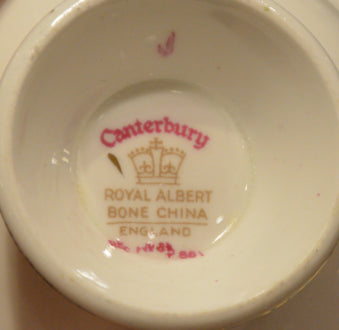 Canterbury
ROYAL ALBERT
BONE CHINA
ENGLAND